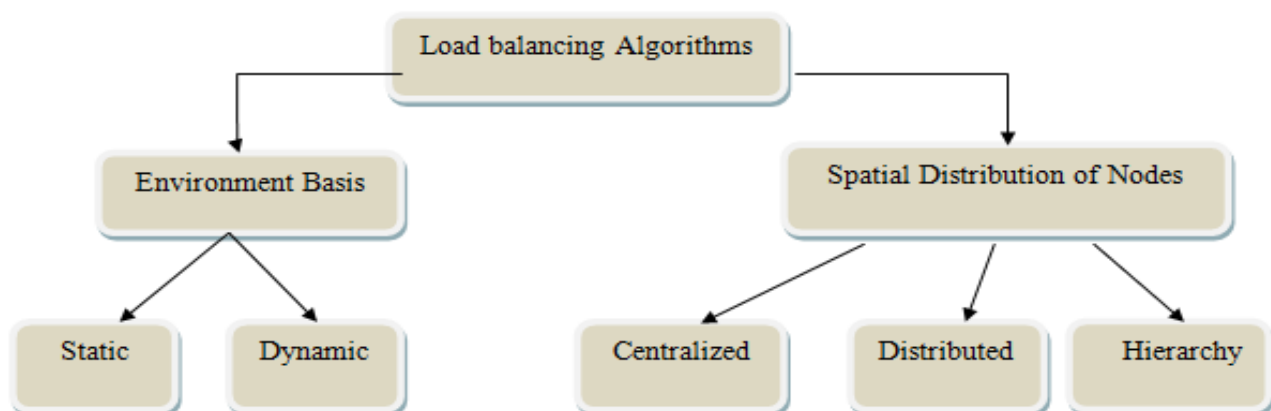 Load balancing Algorithms
Environment Basis
Spatial Distribution of Nodes
Static
Dynamic
Centralized
Distributed
Hierarchy